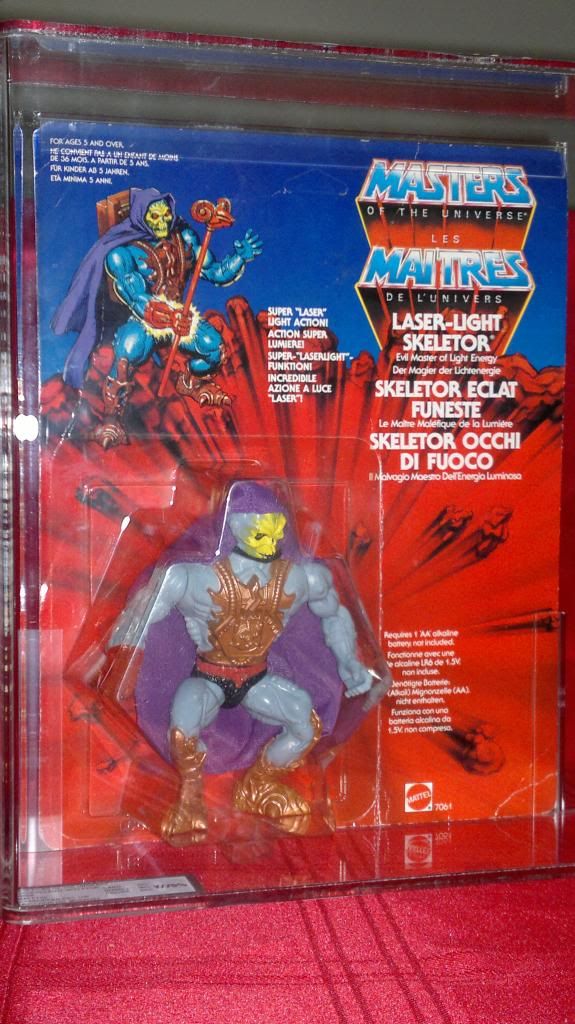 FOR AGES 5 AND OVER.
NE CONVIENT PAS A UN ENFANT DE MOINS
DE 36 MOIS. A PARTIR DE 5 ANS.
FÜR KINDER AB 5 JAHREN.
ETÀ MINIMA 5 ANNI.
MASTERS
OF THE UNIVERSE
LES
MAITRES
DE L'UNIVERS
LASER-LIGHT
SKELETOR
Evil Master of Light Energy
Der Magier der Lichtenergie
SKELETOR ECLAT
FUNESTE
Le Maître Maléfique de la Lumière
SKELETOR OCCHI
DI FUOCO
Il Malvagio Maestro Dell'Energia Luminosa
SUPER "LASER"
LIGHT ACTION!
ACTION SUPER
LUMIERE!
SUPER-"LASERLIGHT"-
FUNKTION!
INCREDIBILE
AZIONE A LUCE
"LASER"!
Requires 1 "AA" alkaline
battery, not included.
Fonctionne avec une
alcaline LR6 de 1.5V.
non incluse.
Benötigte Batterie:
(Alkali) Mignonzelle (AA),
nicht enthalten.
Funziona con una
batteria alcalina da
1.5V. non compresa.
MATTEL
7061